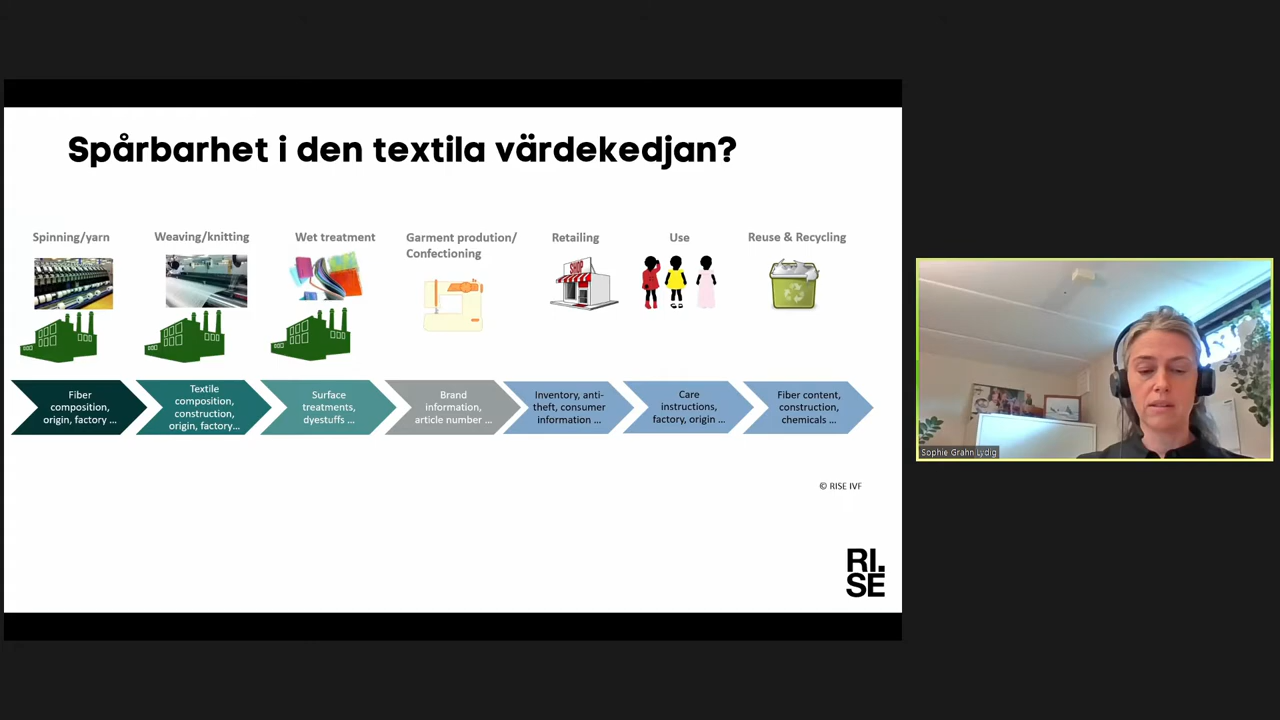 Spårbarhet i den textila värdekedjan?
Spinning/yarn
Weaving/knitting
Wet treatment
Garment prodution/
Confectioning
Retailing
Use
Reuse & Recycling
SHOP
Fiber
composition,
origin, factory ...
Textile
composition,
construction,
origin, factory...
Surface
treatments,
dyestuffs ...
Brand
information,
article number ...
Inventory, anti-
theft, consumer
information ...
Care
instructions,
factory, origin ...
Fiber content,
construction,
chemicals ...
© RISE IVF
RI.
SE
Sophie Grahn Lydig